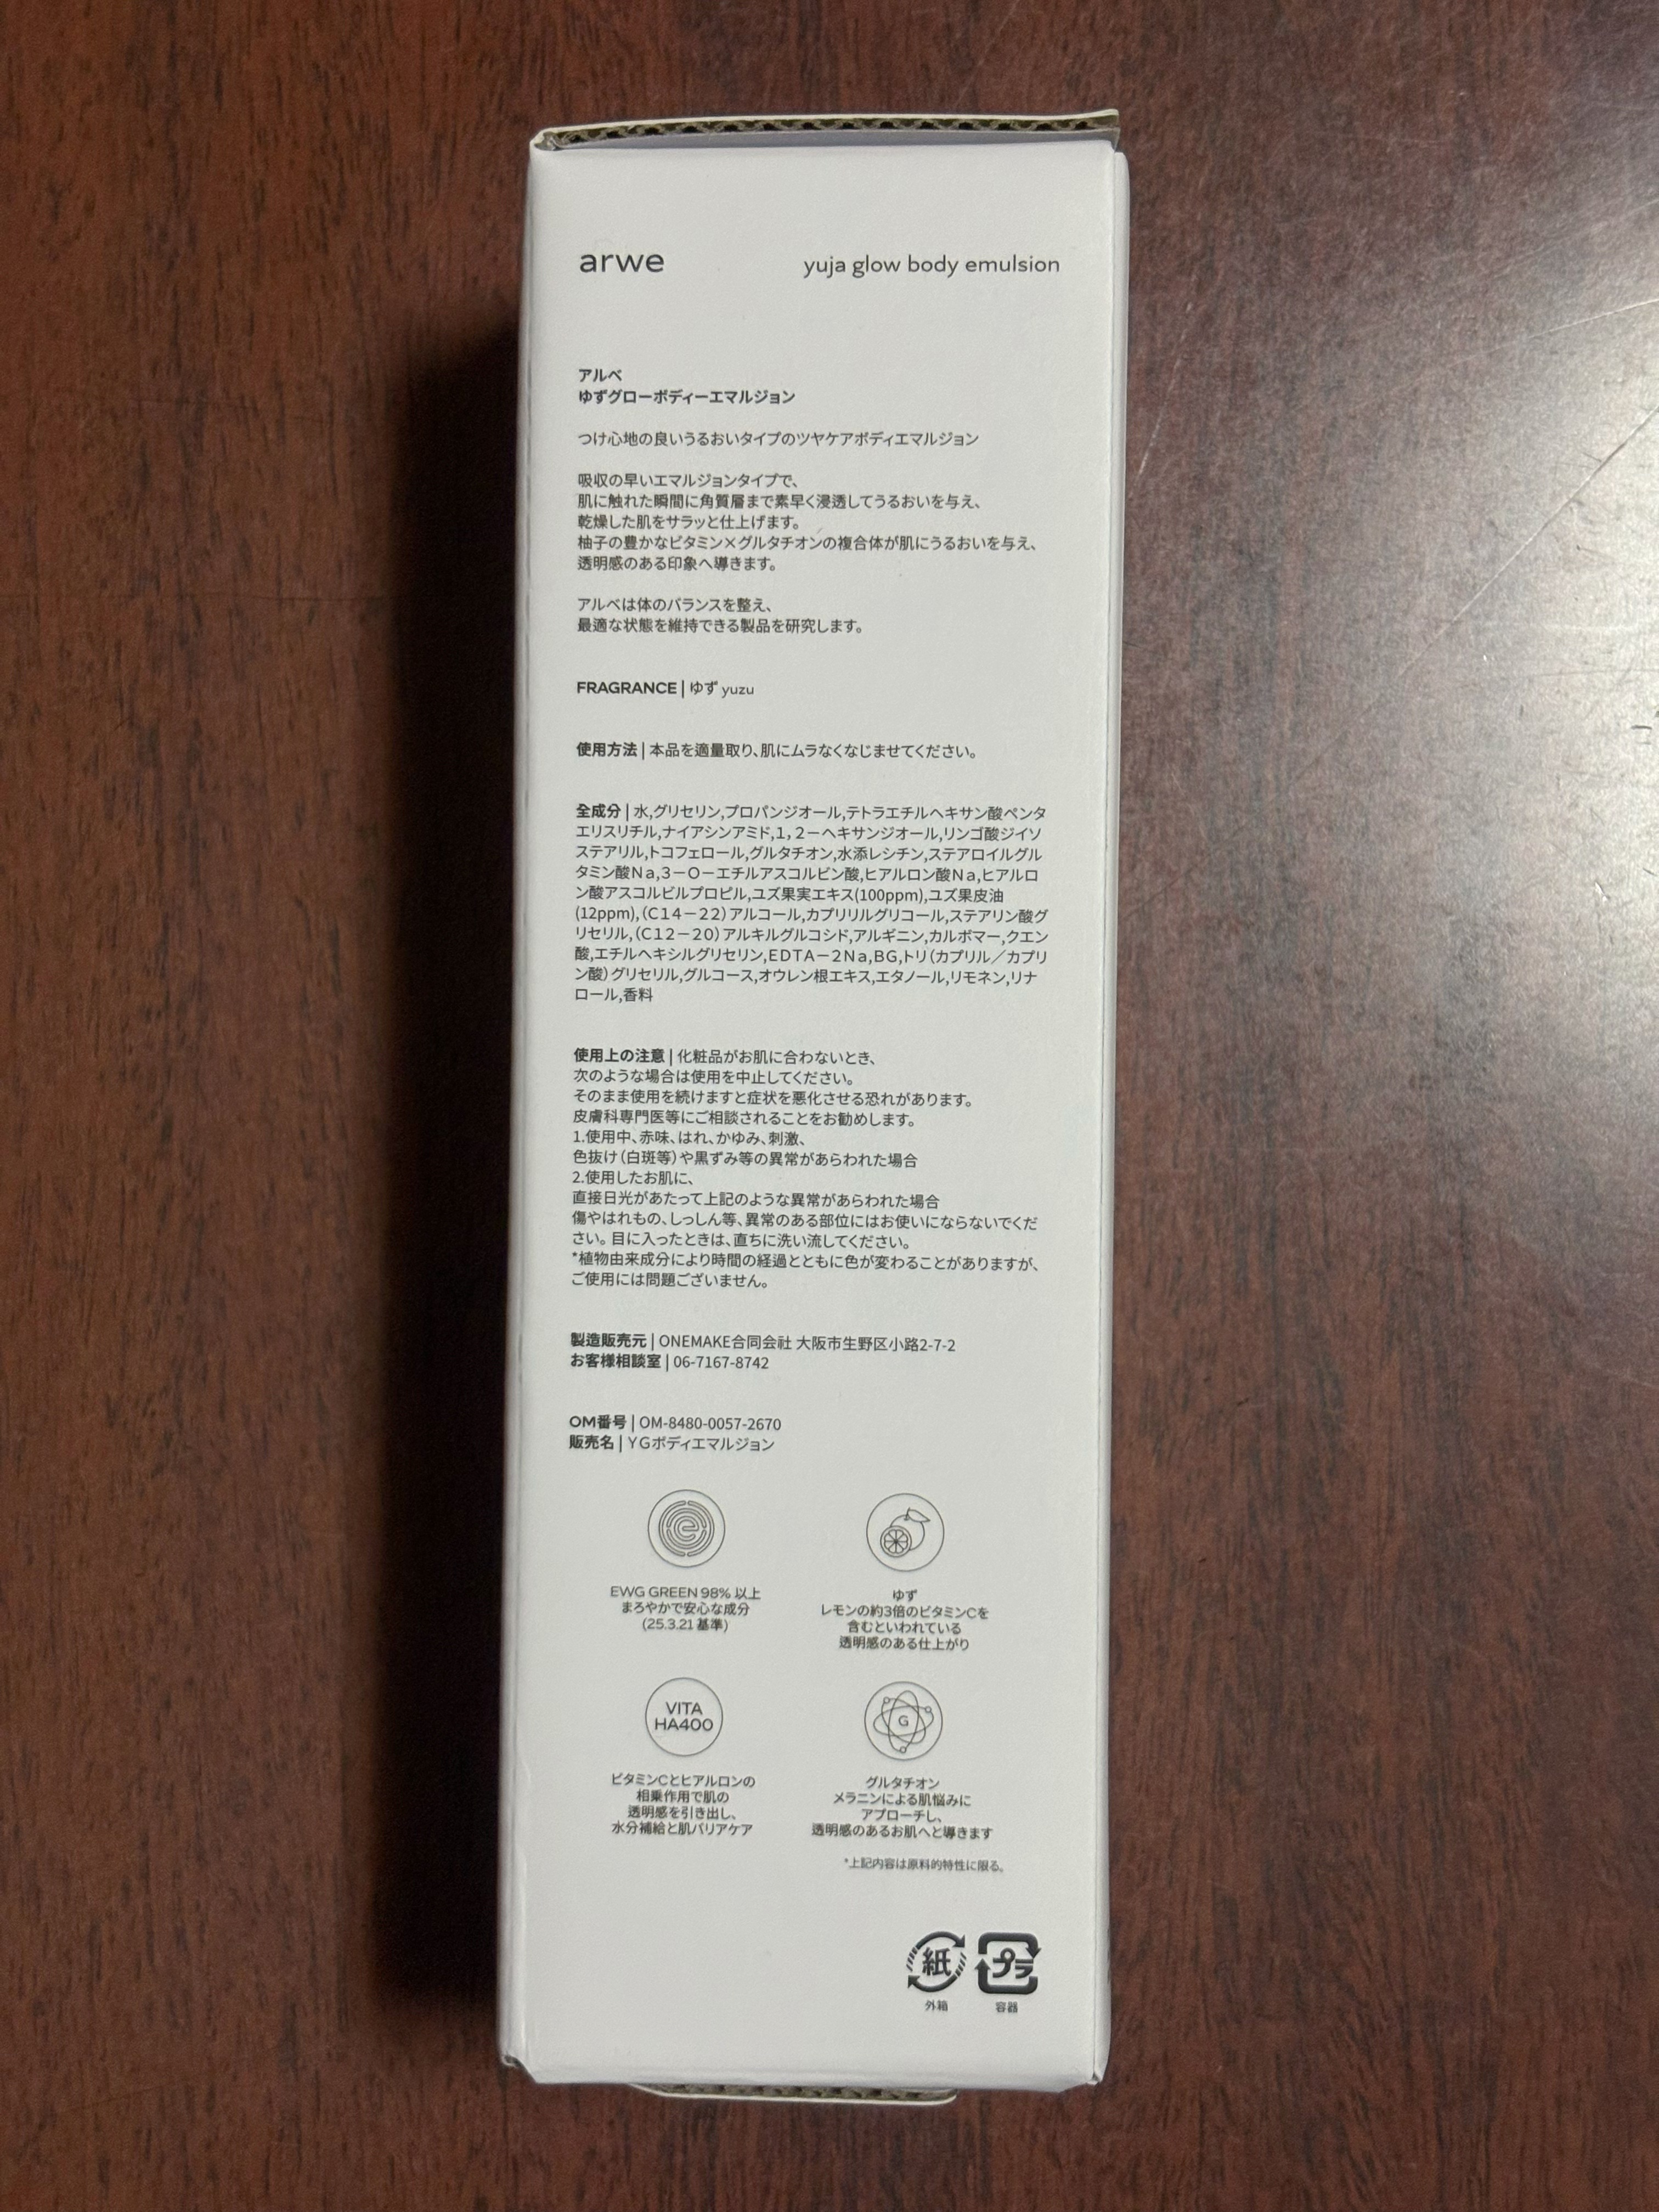 arwe
yuja glow body emulsion
アルベ
ゆずグローボディーエマルジョン
つけ心地の良いうるおいタイプのツヤケアボディエマルジョン
吸収の早いエマルジョンタイプで、
肌に触れた瞬間に角質層まで素早く浸透してうるおいを与え、
乾燥した肌をサラッと仕上げます。
柚子の豊かなビタミン×グルタチオンの複合体が肌にうるおいを与え、
透明感のある印象へ導きます。
アルベは体のバランスを整え、
最適な状態を維持できる製品を研究します。
FRAGRANCE | ゆず yuzu
使用方法 | 本品を適量取り、肌にムラなくなじませてください。
全成分 | 水,グリセリン,プロパンジオール,テトラエチルヘキサン酸ペンタ
エリスリチル,ナイアシンアミド,1，2－ヘキサンジオール,リンゴ酸ジイソ
ステアリル,トコフェロール,グルタチオン,水添レシチン,ステアロイルグル
タミン酸Ｎａ,3－O－エチルアスコルビン酸,ヒアルロン酸Ｎａ,ヒアルロ
ン酸アスコルビルプロピル,ユズ果実エキス(100ppm),ユズ果皮油
(12ppm),（C14－22）アルコール,カプリリルグリコール,ステアリン酸グ
リセリル,（C12－20）アルキルグルコシド,アルギニン,カルボマー,クエン
酸,エチルヘキシルグリセリン,EDTA－2Na,BG,トリ（カプリル／カプリ
ン酸）グリセリル,グルコース,オウレン根エキス,エタノール,リモネン,リナ
ロール,香料
使用上の注意 | 化粧品がお肌に合わないとき、
次のような場合は使用を中止してください。
そのまま使用を続けますと症状を悪化させる恐れがあります。
皮膚科専門医等にご相談されることをお勧めします。
1.使用中、赤味、はれ、かゆみ、刺激、
色抜け（白斑等）や黒ずみ等の異常があらわれた場合
2.使用したお肌に、
直接日光があたって上記のような異常があらわれた場合
傷やはれもの、しっしん等、異常のある部位にはお使いにならないでくだ
さい。目に入ったときは、直ちに洗い流してください。
*植物由来成分により時間の経過とともに色が変わることがありますが、
ご使用には問題ございません。
製造販売元 | ONEMAKE合同会社 大阪市生野区小路2-7-2
お客様相談室 | 06-7167-8742
OM番号 | OM-8480-0057-2670
販売名 | ＹＧボディエマルジョン
EWG GREEN 98% 以上
まろやかで安心な成分
(25.3.21 基準)
ゆず
レモンの約3倍のビタミンCを
含むといわれている
透明感のある仕上がり
VITA
HA400
ビタミンCとヒアルロンの
相乗作用で肌の
透明感を引き出し、
水分補給と肌バリアケア
G
グルタチオン
メラニンによる肌悩みに
アプローチし、
透明感のあるお肌へと導きます
*上記内容は原料的特性に限る。
紙
外箱
プラ
容器